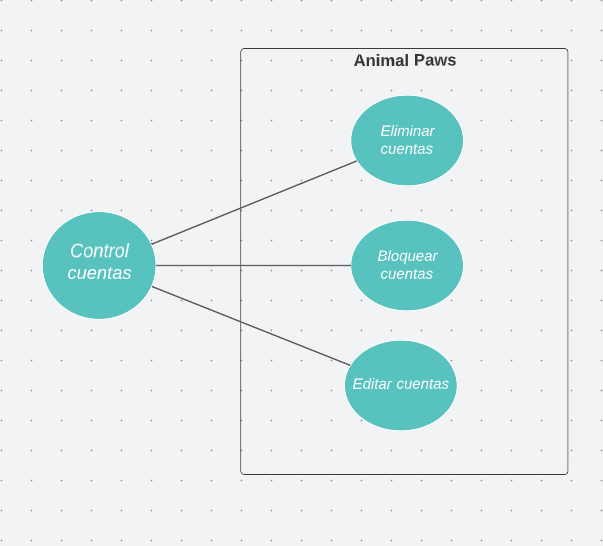 Animal Paws
Eliminar
cuentas
Control
cuentas
Bloquear
cuentas
Editar cuentas